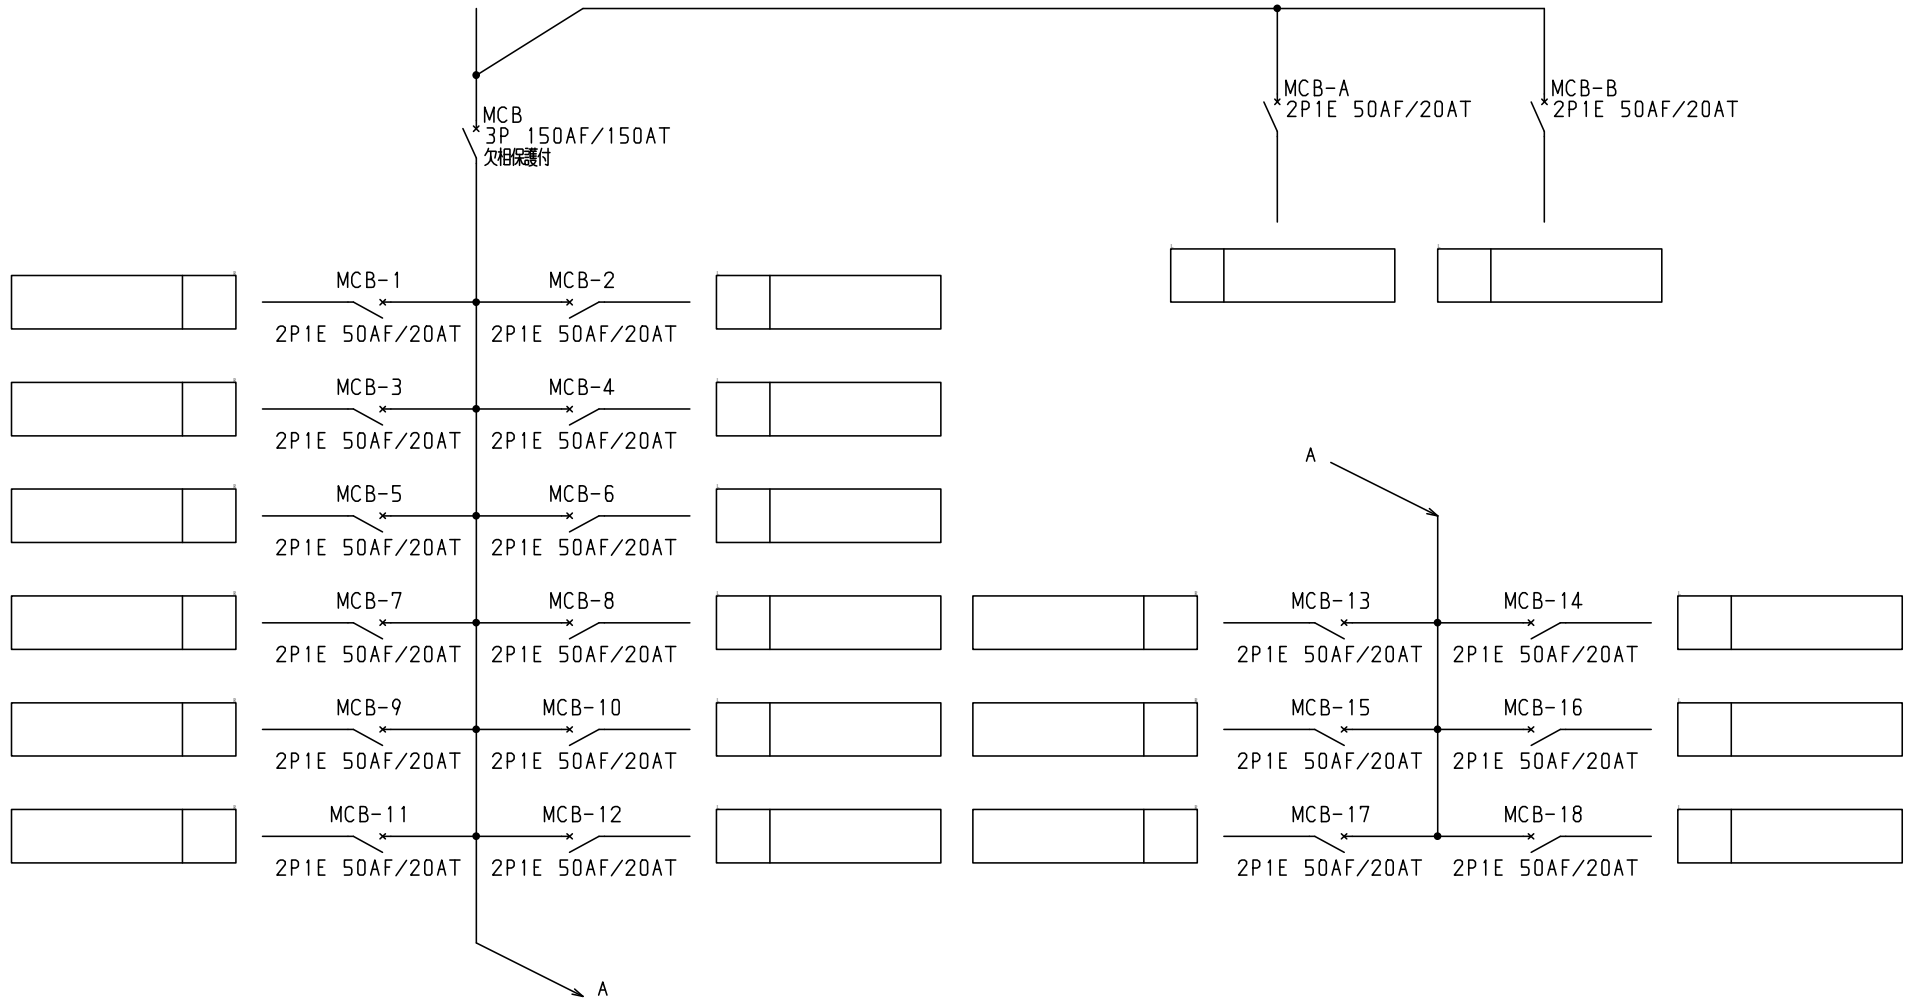 MCB
3P 150AF/150AT
欠相保護付
MCB-A
2P1E 50AF/20AT
MCB-B
2P1E 50AF/20AT
MCB-1
2P1E 50AF/20AT
MCB-2
2P1E 50AF/20AT
MCB-3
2P1E 50AF/20AT
MCB-4
2P1E 50AF/20AT
MCB-5
2P1E 50AF/20AT
MCB-6
2P1E 50AF/20AT
MCB-7
2P1E 50AF/20AT
MCB-8
2P1E 50AF/20AT
MCB-9
2P1E 50AF/20AT
MCB-10
2P1E 50AF/20AT
MCB-11
2P1E 50AF/20AT
MCB-12
2P1E 50AF/20AT
A
A
MCB-13
2P1E 50AF/20AT
MCB-14
2P1E 50AF/20AT
MCB-15
2P1E 50AF/20AT
MCB-16
2P1E 50AF/20AT
MCB-17
2P1E 50AF/20AT
MCB-18
2P1E 50AF/20AT